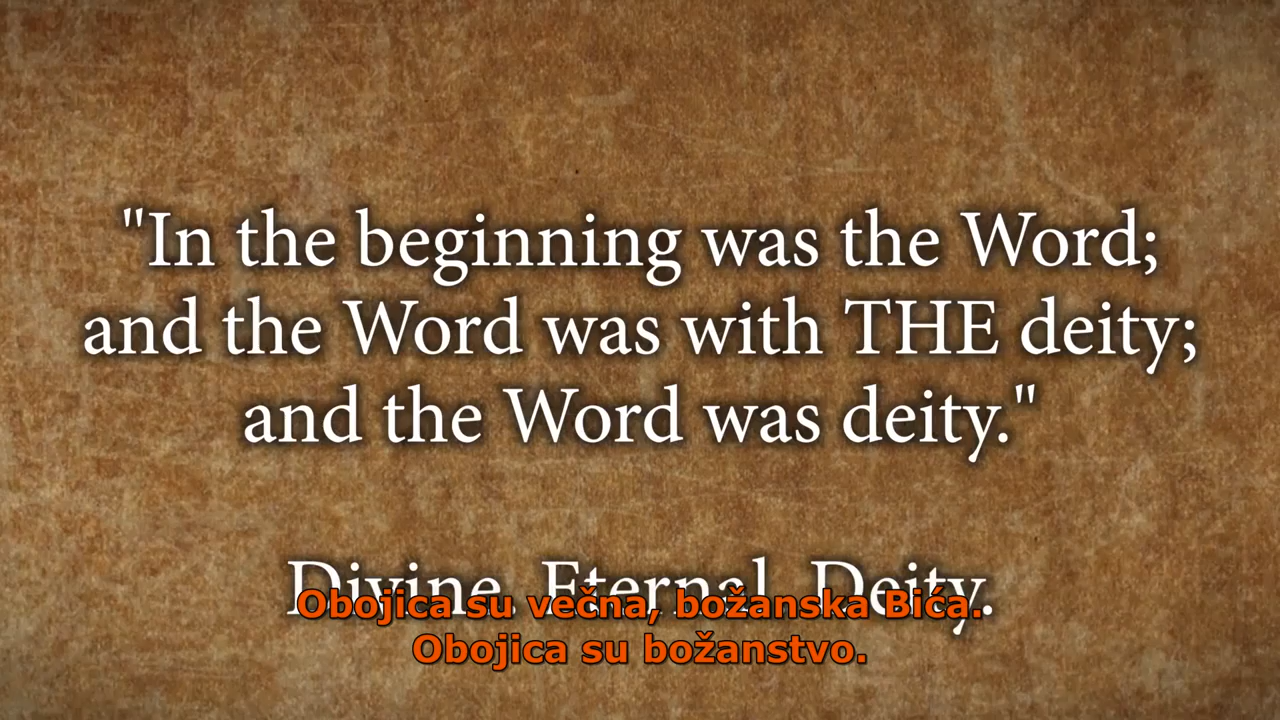 "In the beginning was the Word;
and the Word was with THE deity;
and the Word was deity."
Divine. Eternal. Deity.
Obojica su večna, božanska Bića.
Obojica su božanstvo.